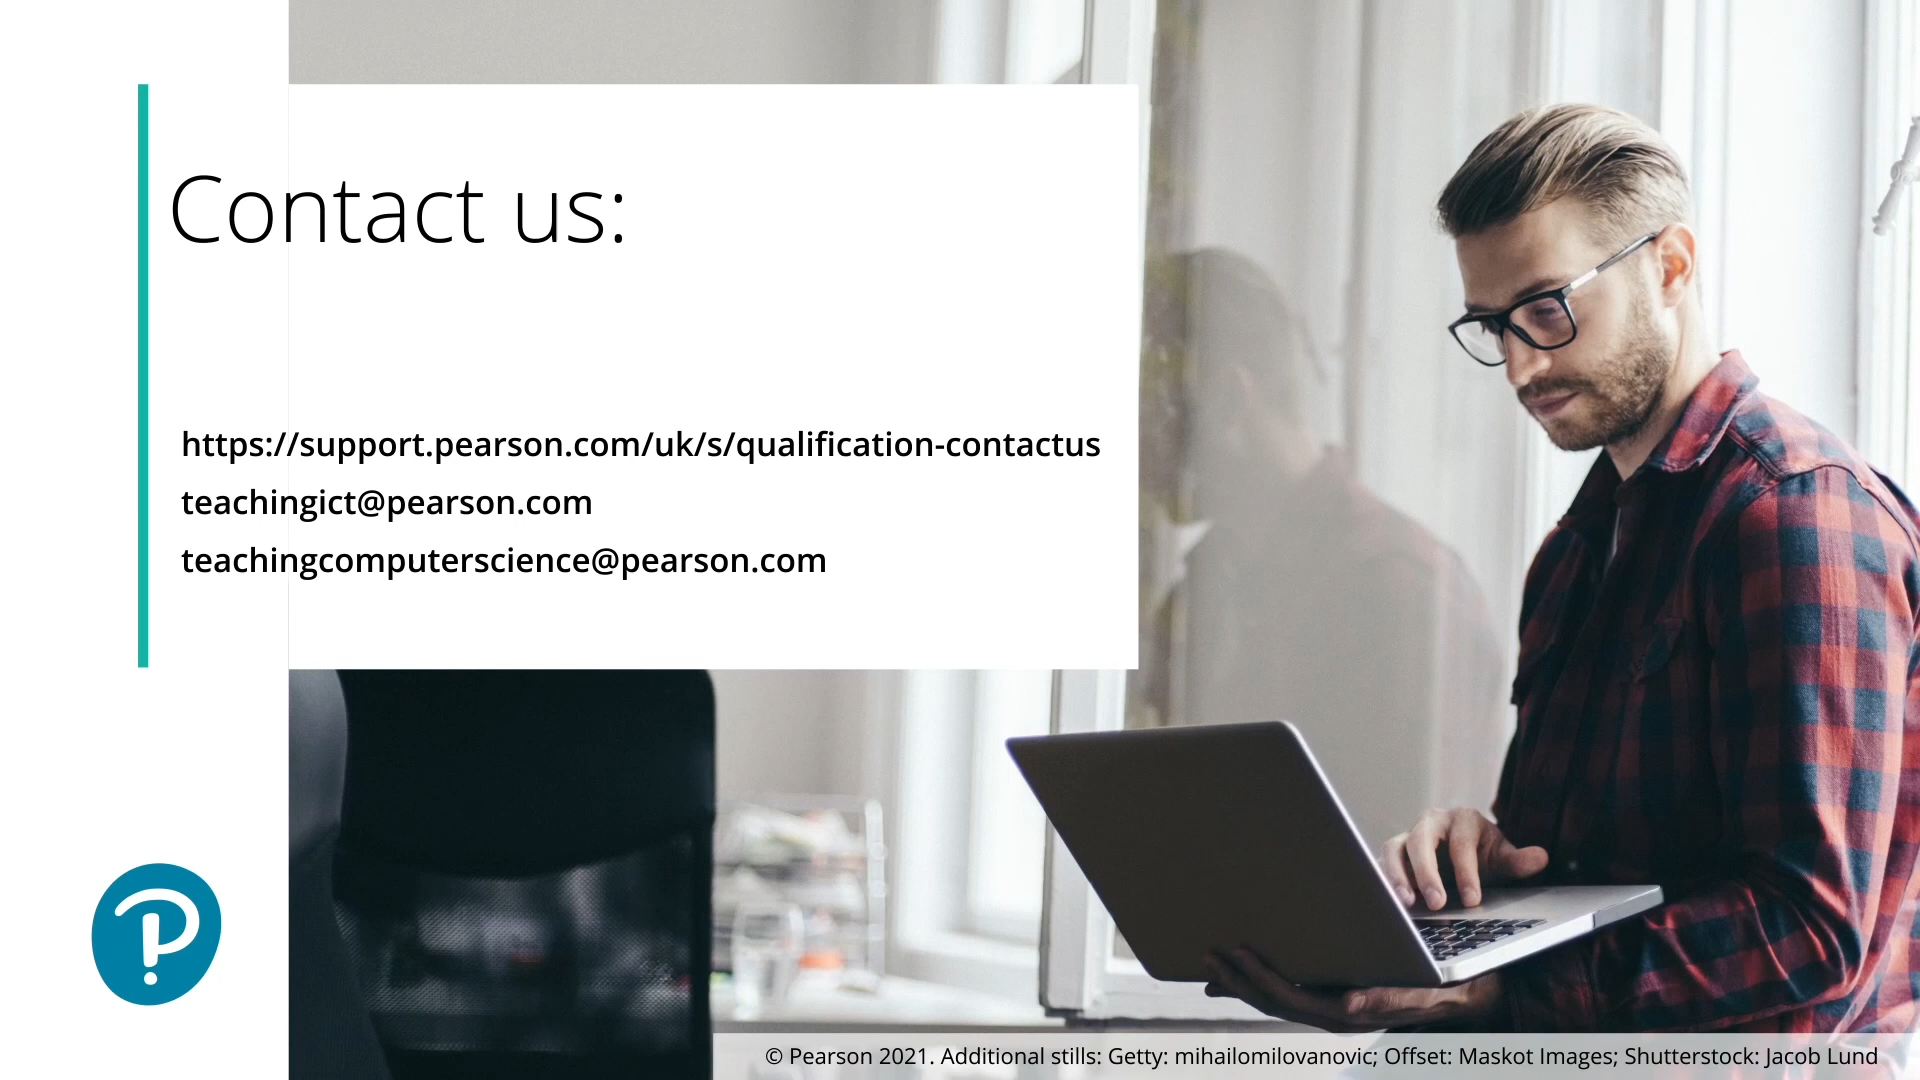 Contact us:
https://support.pearson.com/uk/s/qualification-contactus
teachingict@pearson.com
teachingcomputerscience@pearson.com
© Pearson 2021. Additional stills: Getty: mihailomilovanovic; Offset: Maskot Images; Shutterstock: Jacob Lund